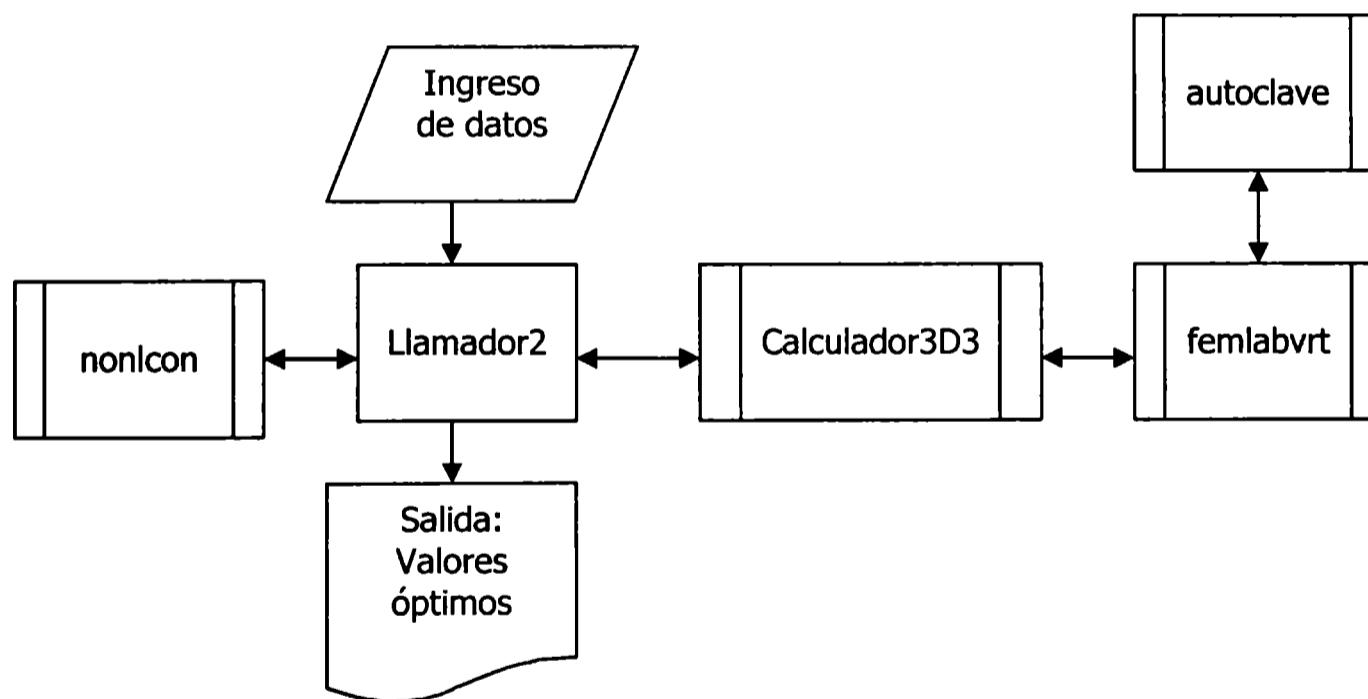 Ingreso
de datos
autoclave
nonlcon
Llamador2
Calculador3D3
femlabvrt
Salida:
Valores
óptimos